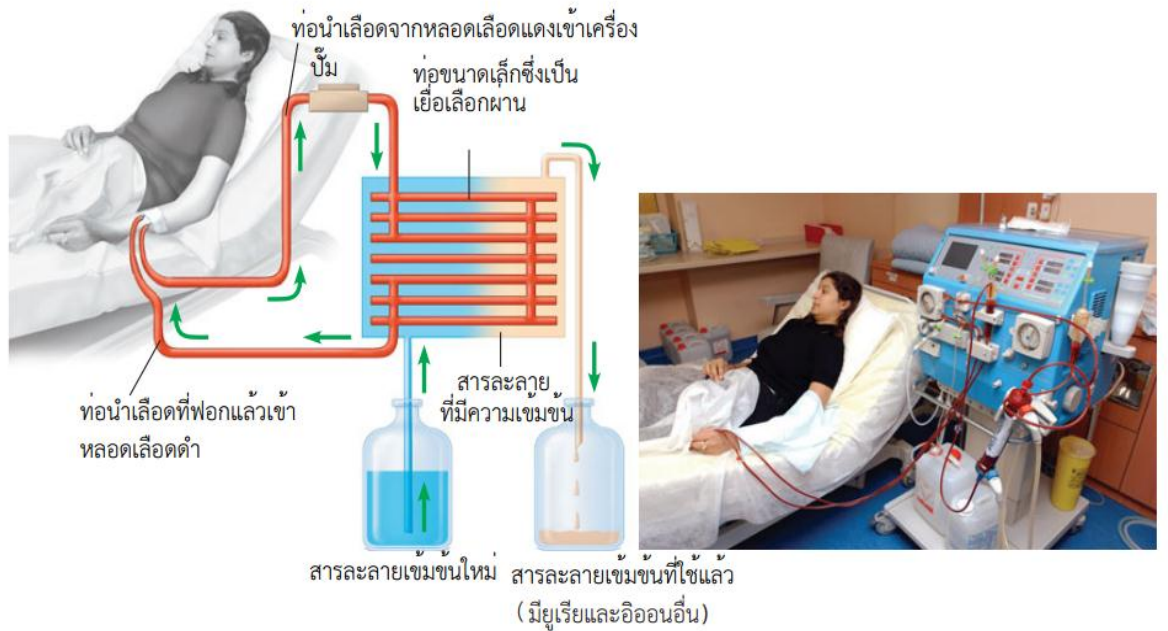 ท่อนำเลือดจากหลอดเลือดแดงเข้าเครื่อง
ปั๊ม
ท่อขนาดเล็กซึ่งเป็น
เยื่อเลือกผ่าน
ท่อนำเลือดที่ฟอกแล้วเข้า
หลอดเลือดดำ
สารละลาย
ที่มีความเข้มข้น
สารละลายเข้มข้นใหม่
สารละลายเข้มข้นที่ใช้แล้ว
(มียูเรียและอิออนอื่น)